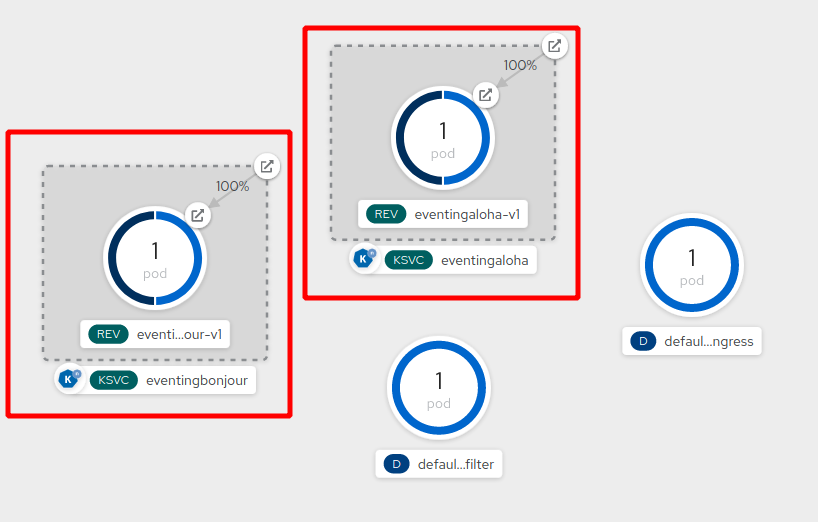 100%
1
pod
REV eventingaloha-v1
K KSVC eventingaloha
100%
1
pod
REV eventi...our-v1
K KSVC eventingbonjour
1
pod
D defaul...ngress
1
pod
D defaul...filter